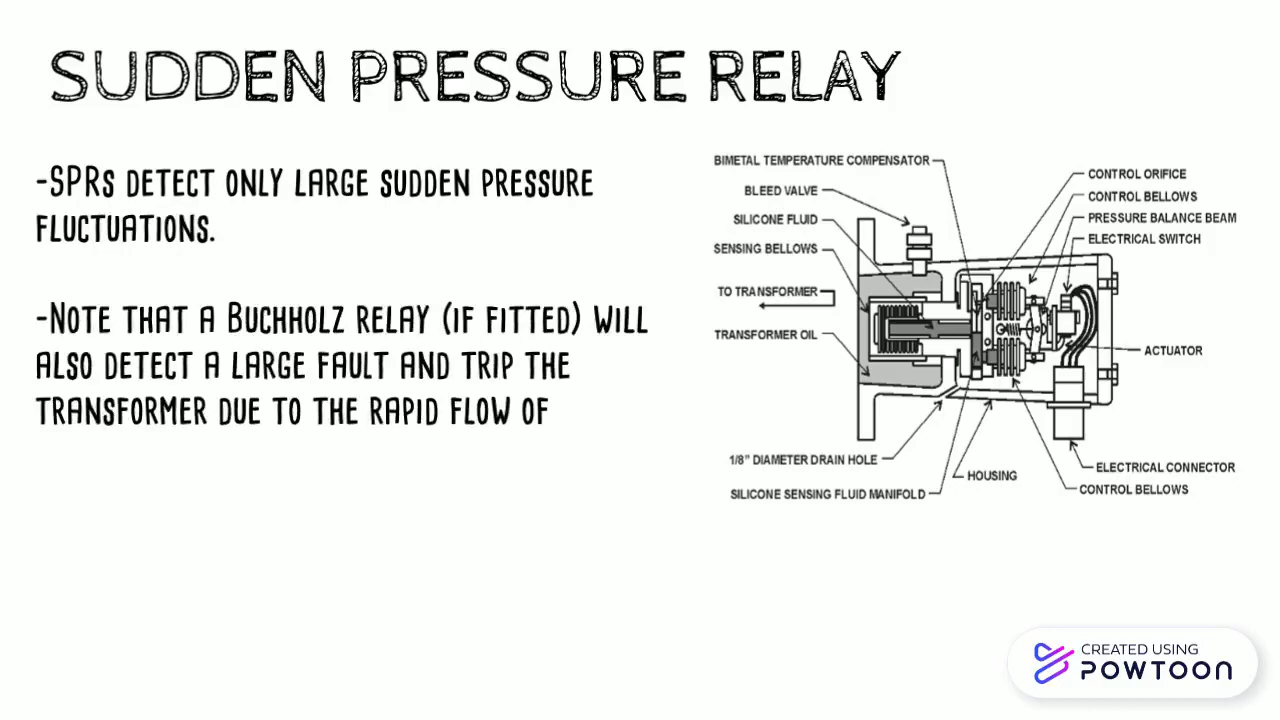 SUDDEN PRESSURE RELAY
-SPRs DETECT ONLY LARGE SUDDEN PRESSURE
FLUCTUATIONS.
-NOTE THAT A BUCHHOLZ RELAY (IF FITTED) WILL
ALSO DETECT A LARGE FAULT AND TRIP THE
TRANSFORMER DUE TO THE RAPID FLOW OF
BIMETAL TEMPERATURE COMPENSATOR
BLEED VALVE
SILICONE FLUID
SENSING BELLOWS
TO TRANSFORMER
TRANSFORMER OIL
1/8" DIAMETER DRAIN HOLE
SILICONE SENSING FLUID MANIFOLD
HOUSING
CONTROL ORIFICE
CONTROL BELLOWS
PRESSURE BALANCE BEAM
ELECTRICAL SWITCH
ACTUATOR
ELECTRICAL CONNECTOR
CONTROL BELLOWS
CREATED USING
POWTOON